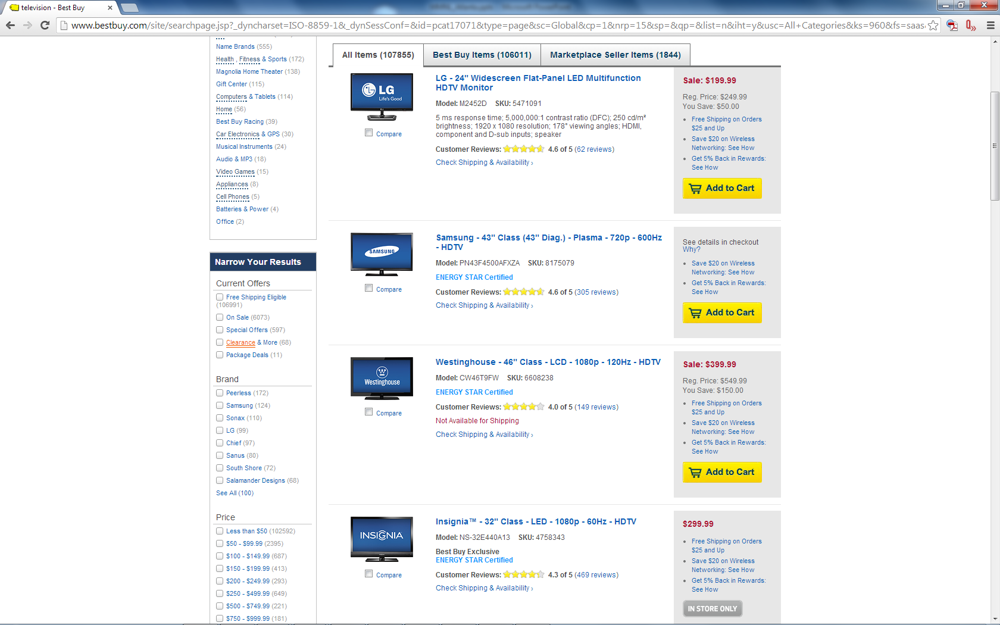 television - Best Buy
www.bestbuy.com/site/searchpage.jsp?_dyncharset=ISO-8859-1&_dynSessConf=&id=pcat17071&type=page&sc=Global&cp=1&nrp=15&sp=&qp=&list=n&iht=y&usc=All+Categories&ks=960&fs=saas
Name Brands (555)
Health , Fitness & Sports (172)
Magnolia Home Theater (138)
Gift Center (115)
Computers & Tablets (114)
Home (56)
Best Buy Racing (39)
Car Electronics & GPS (30)
Musical Instruments (24)
Audio & MP3 (18)
Video Games (15)
Appliances (8)
Cell Phones (5)
Batteries & Power (4)
Office (2)
Narrow Your Results
Current Offers
Free Shipping Eligible
(106991)
On Sale (6073)
Special Offers (597)
Clearance & More (68)
Package Deals (11)
Brand
Peerless (172)
Samsung (124)
Sonax (110)
LG (99)
Chief (97)
Sanus (80)
South Shore (72)
Salamander Designs (68)
See All (100)
Price
Less than $50 (102592)
$50 - $99.99 (2395)
$100 - $149.99 (687)
$150 - $199.99 (413)
$200 - $249.99 (293)
$250 - $499.99 (649)
$500 - $749.99 (221)
$750 - $999.99 (181)
All Items (107855)
Best Buy Items (106011)
Marketplace Seller Items (1844)
LG
Life's Good
Compare
LG - 24" Widescreen Flat-Panel LED Multifunction
HDTV Monitor
Model: M2452D SKU: 5471091
5 ms response time; 5,000,000:1 contrast ratio (DFC); 250 cd/m²
brightness; 1920 x 1080 resolution; 178° viewing angles; HDMI,
component and D-sub inputs; speaker
Customer Reviews: 4.6 of 5 (62 reviews)
Check Shipping & Availability ›
Sale: $199.99
Reg. Price: $249.99
You Save: $50.00
Free Shipping on Orders
$25 and Up
Save $20 on Wireless
Networking: See How
Get 5% Back in Rewards:
See How
Add to Cart
SAMSUNG
Compare
Samsung - 43" Class (43" Diag.) - Plasma - 720p - 600Hz
- HDTV
Model: PN43F4500AFXZA SKU: 8175079
ENERGY STAR Certified
Customer Reviews: 4.6 of 5 (305 reviews)
Check Shipping & Availability ›
See details in checkout
Why?
Save $20 on Wireless
Networking: See How
Get 5% Back in Rewards:
See How
Add to Cart
Westinghouse
Compare
Westinghouse - 46" Class - LCD - 1080p - 120Hz - HDTV
Model: CW46T9FW SKU: 6608238
ENERGY STAR Certified
Customer Reviews: 4.0 of 5 (149 reviews)
Not Available for Shipping
Check Shipping & Availability ›
Sale: $399.99
Reg. Price: $549.99
You Save: $150.00
Free Shipping on Orders
$25 and Up
Save $20 on Wireless
Networking: See How
Get 5% Back in Rewards:
See How
Add to Cart
INSIGNIA
Compare
Insignia™ - 32" Class - LED - 1080p - 60Hz - HDTV
Model: NS-32E440A13 SKU: 4758343
Best Buy Exclusive
ENERGY STAR Certified
Customer Reviews: 4.3 of 5 (469 reviews)
Check Shipping & Availability ›
$299.99
Free Shipping on Orders
$25 and Up
Save $20 on Wireless
Networking: See How
Get 5% Back in Rewards:
See How
IN STORE ONLY